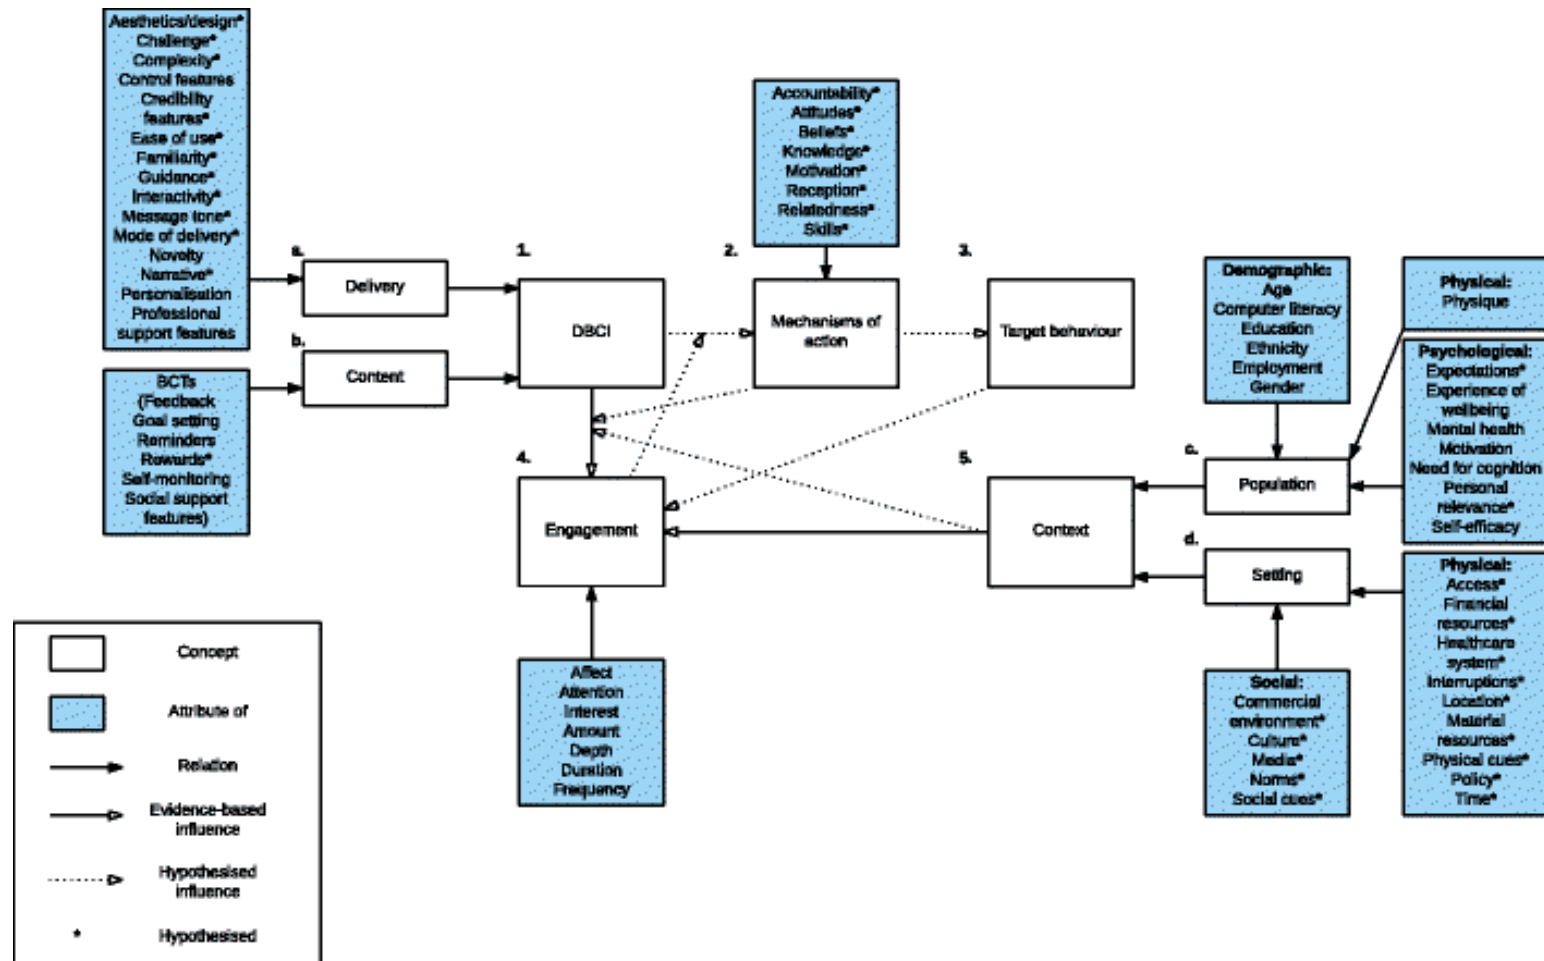 Aesthetics/design*
Challenge*
Complexity*
Control features
Credibility
features*
Ease of use*
Familiarity*
Guidance*
Interactivity*
Message tone*
Mode of delivery*
Novelty
Narrative*
Personalisation
Professional
support features
BCTs
(Feedback
Goal setting
Reminders
Rewards*
Self-monitoring
Social support
features)
a.
Delivery
b.
Content
1.
DBCI
Accountability*
Attitudes*
Beliefs*
Knowledge*
Motivation*
Reception*
Relatedness*
Skills*
2.
Mechanisms of
action
3.
Target behaviour
4.
Engagement
Affect
Attention
Interest
Amount
Depth
Duration
Frequency
5.
Context
Demographic:
Age
Computer literacy
Education
Ethnicity
Employment
Gender
c.
Population
d.
Setting
Social:
Commercial
environment*
Culture*
Media*
Norms*
Social cues*
Physical:
Physique
Psychological:
Expectations*
Experience of
wellbeing
Mental health
Motivation
Need for cognition
Personal
relevance*
Self-efficacy
Physical:
Access*
Financial
resources*
Healthcare
system*
Interruptions*
Location*
Material
resources*
Physical cues*
Policy*
Time*
Concept
Attribute of
Relation
Evidence-based
influence
Hypothesised
influence
* Hypothesised